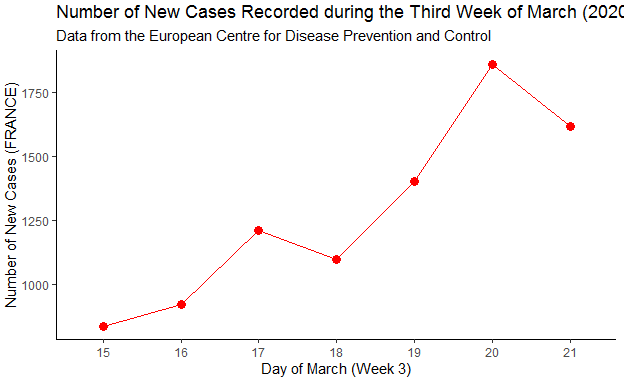 Number of New Cases Recorded during the Third Week of March (2020
Data from the European Centre for Disease Prevention and Control
Number of New Cases (FRANCE)
1750
1500
1250
1000
15 16 17 18 19 20 21
Day of March (Week 3)